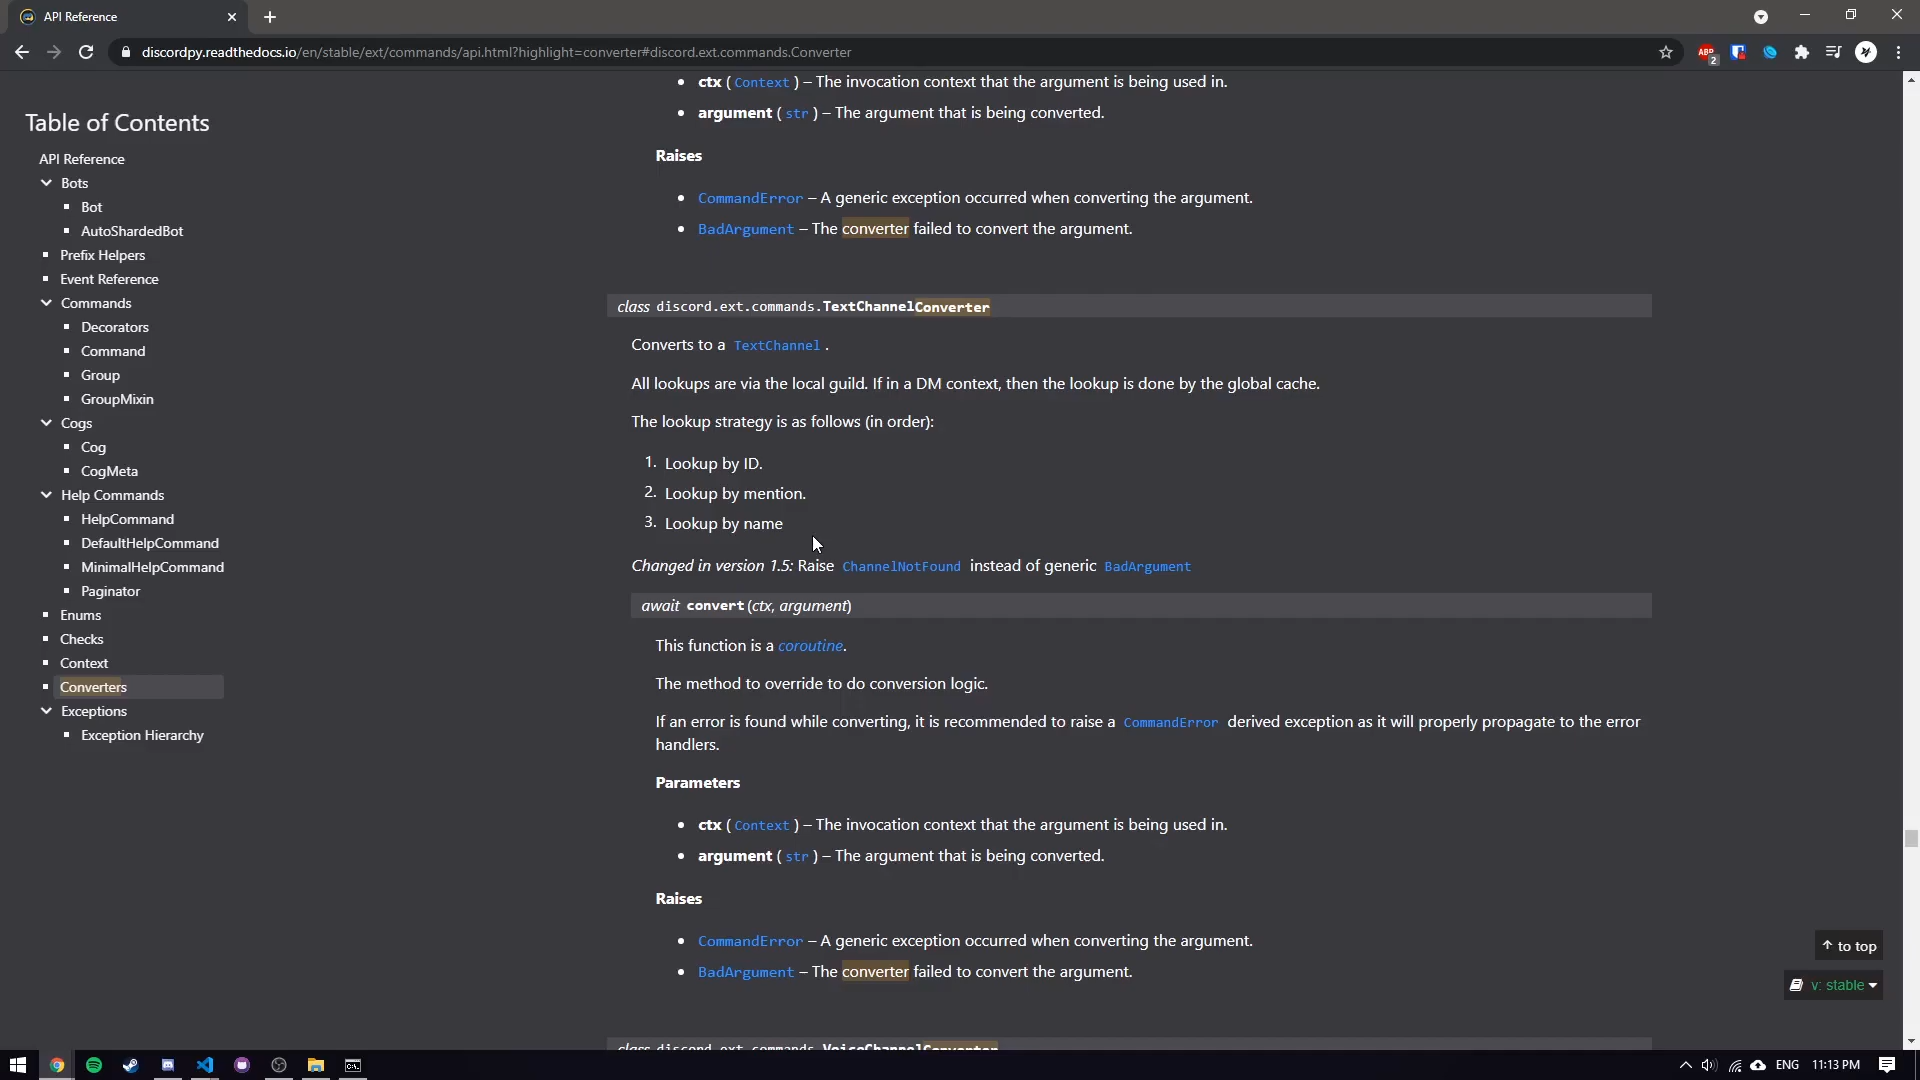 API Reference
discordpy.readthedocs.io/en/stable/ext/commands/api.html?highlight=converter#discord.ext.commands.Converter
ABP
2
Table of Contents
API Reference
Bots
Bot
AutoShardedBot
Prefix Helpers
Event Reference
Commands
Decorators
Command
Group
GroupMixin
Cogs
Cog
CogMeta
Help Commands
HelpCommand
DefaultHelpCommand
MinimalHelpCommand
Paginator
Enums
Checks
Context
Converters
Exceptions
Exception Hierarchy
• ctx ( Context ) – The invocation context that the argument is being used in.
• argument ( str ) – The argument that is being converted.
Raises
• CommandError – A generic exception occurred when converting the argument.
• BadArgument – The converter failed to convert the argument.
class discord.ext.commands.TextChannelConverter
Converts to a TextChannel .
All lookups are via the local guild. If in a DM context, then the lookup is done by the global cache.
The lookup strategy is as follows (in order):
1. Lookup by ID.
2. Lookup by mention.
3. Lookup by name
Changed in version 1.5: Raise ChannelNotFound instead of generic BadArgument
await convert(ctx, argument)
This function is a coroutine.
The method to override to do conversion logic.
If an error is found while converting, it is recommended to raise a CommandError derived exception as it will properly propagate to the error
handlers.
Parameters
• ctx ( Context ) – The invocation context that the argument is being used in.
• argument ( str ) – The argument that is being converted.
Raises
• CommandError – A generic exception occurred when converting the argument.
• BadArgument – The converter failed to convert the argument.
class discord.ext.commands.VoiceChannelConverter
↑ to top
v: stable
ENG
11:13 PM